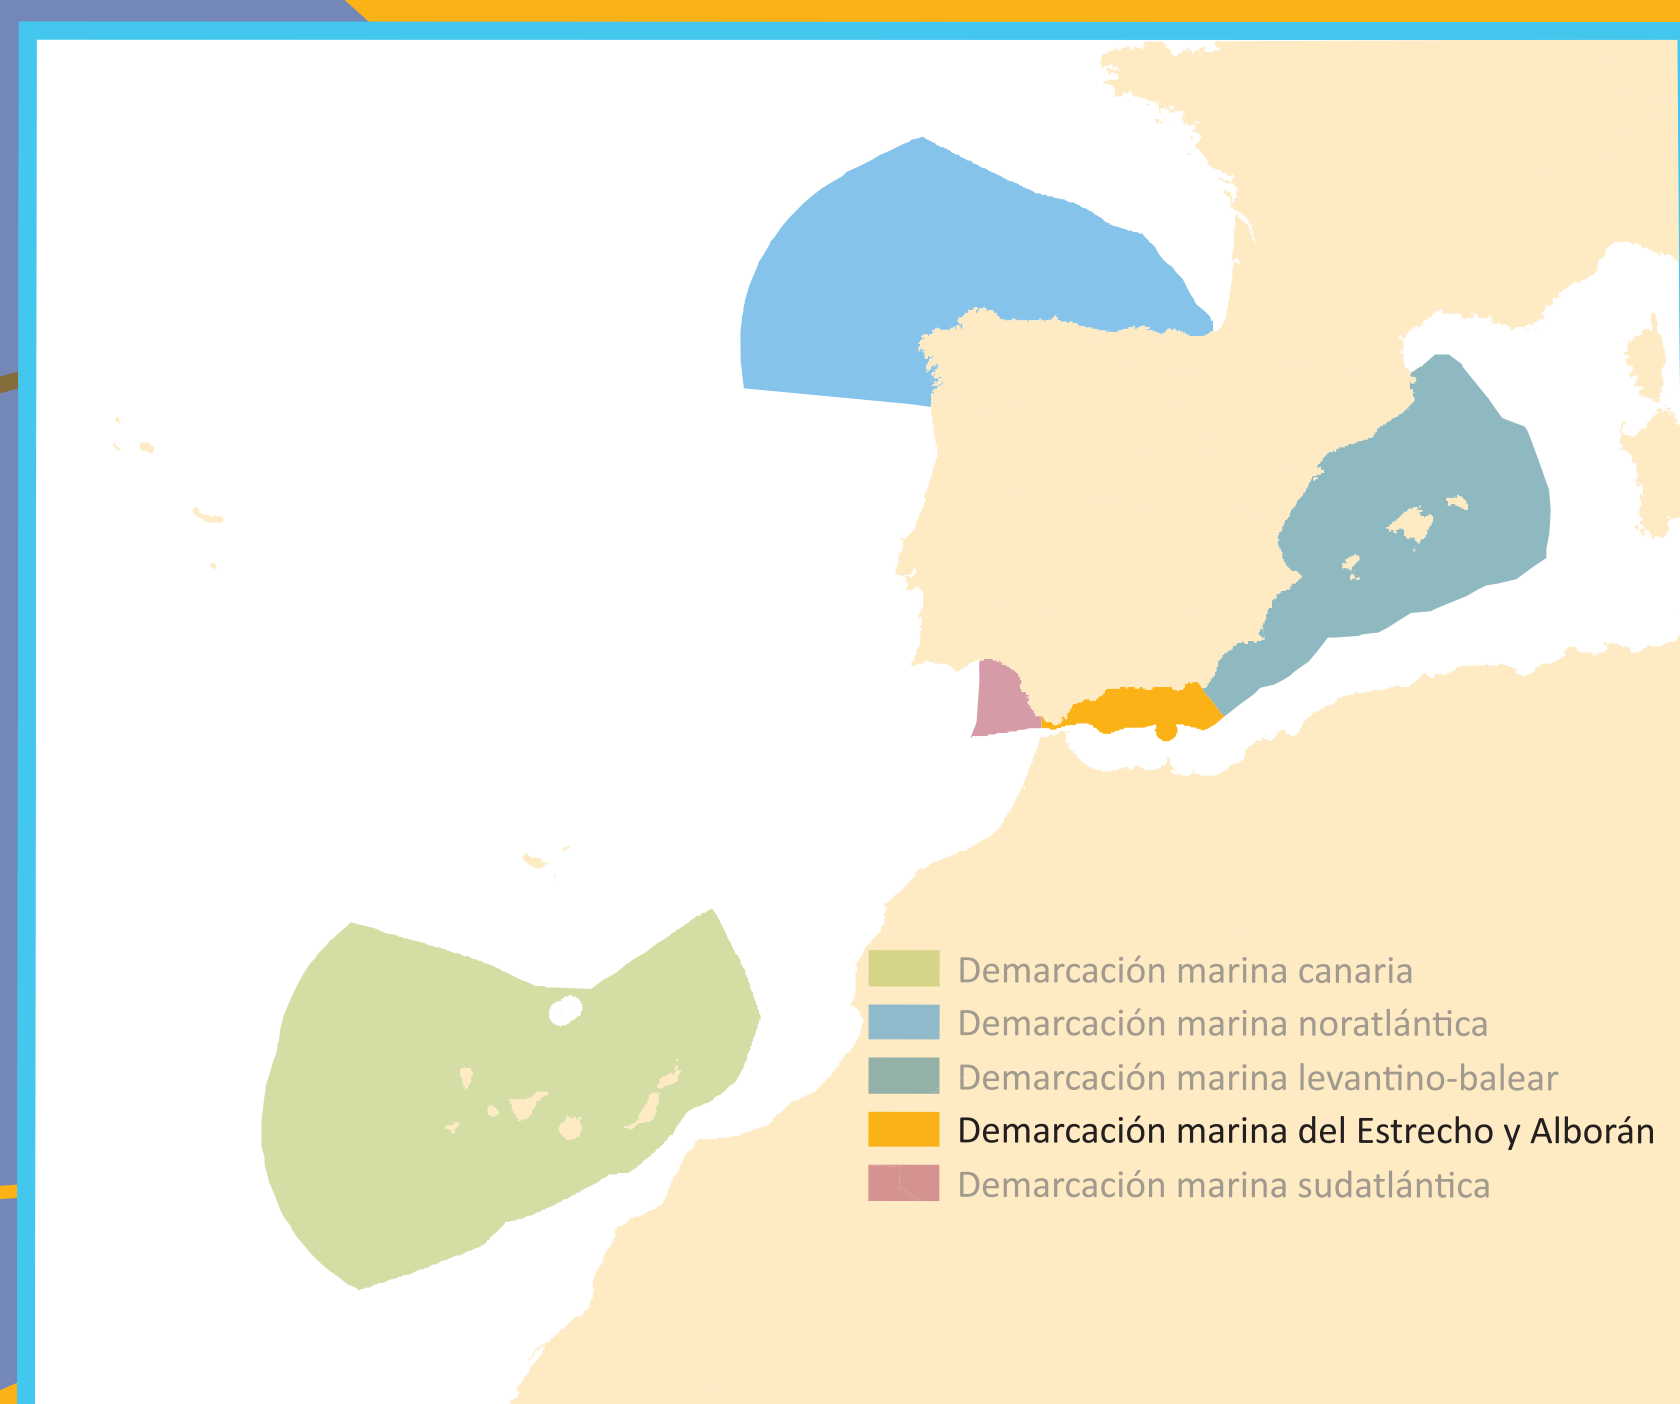 Demarcación marina canaria
Demarcación marina noratlántica
Demarcación marina levantino-balear
Demarcación marina del Estrecho y Alborán
Demarcación marina sudatlántica